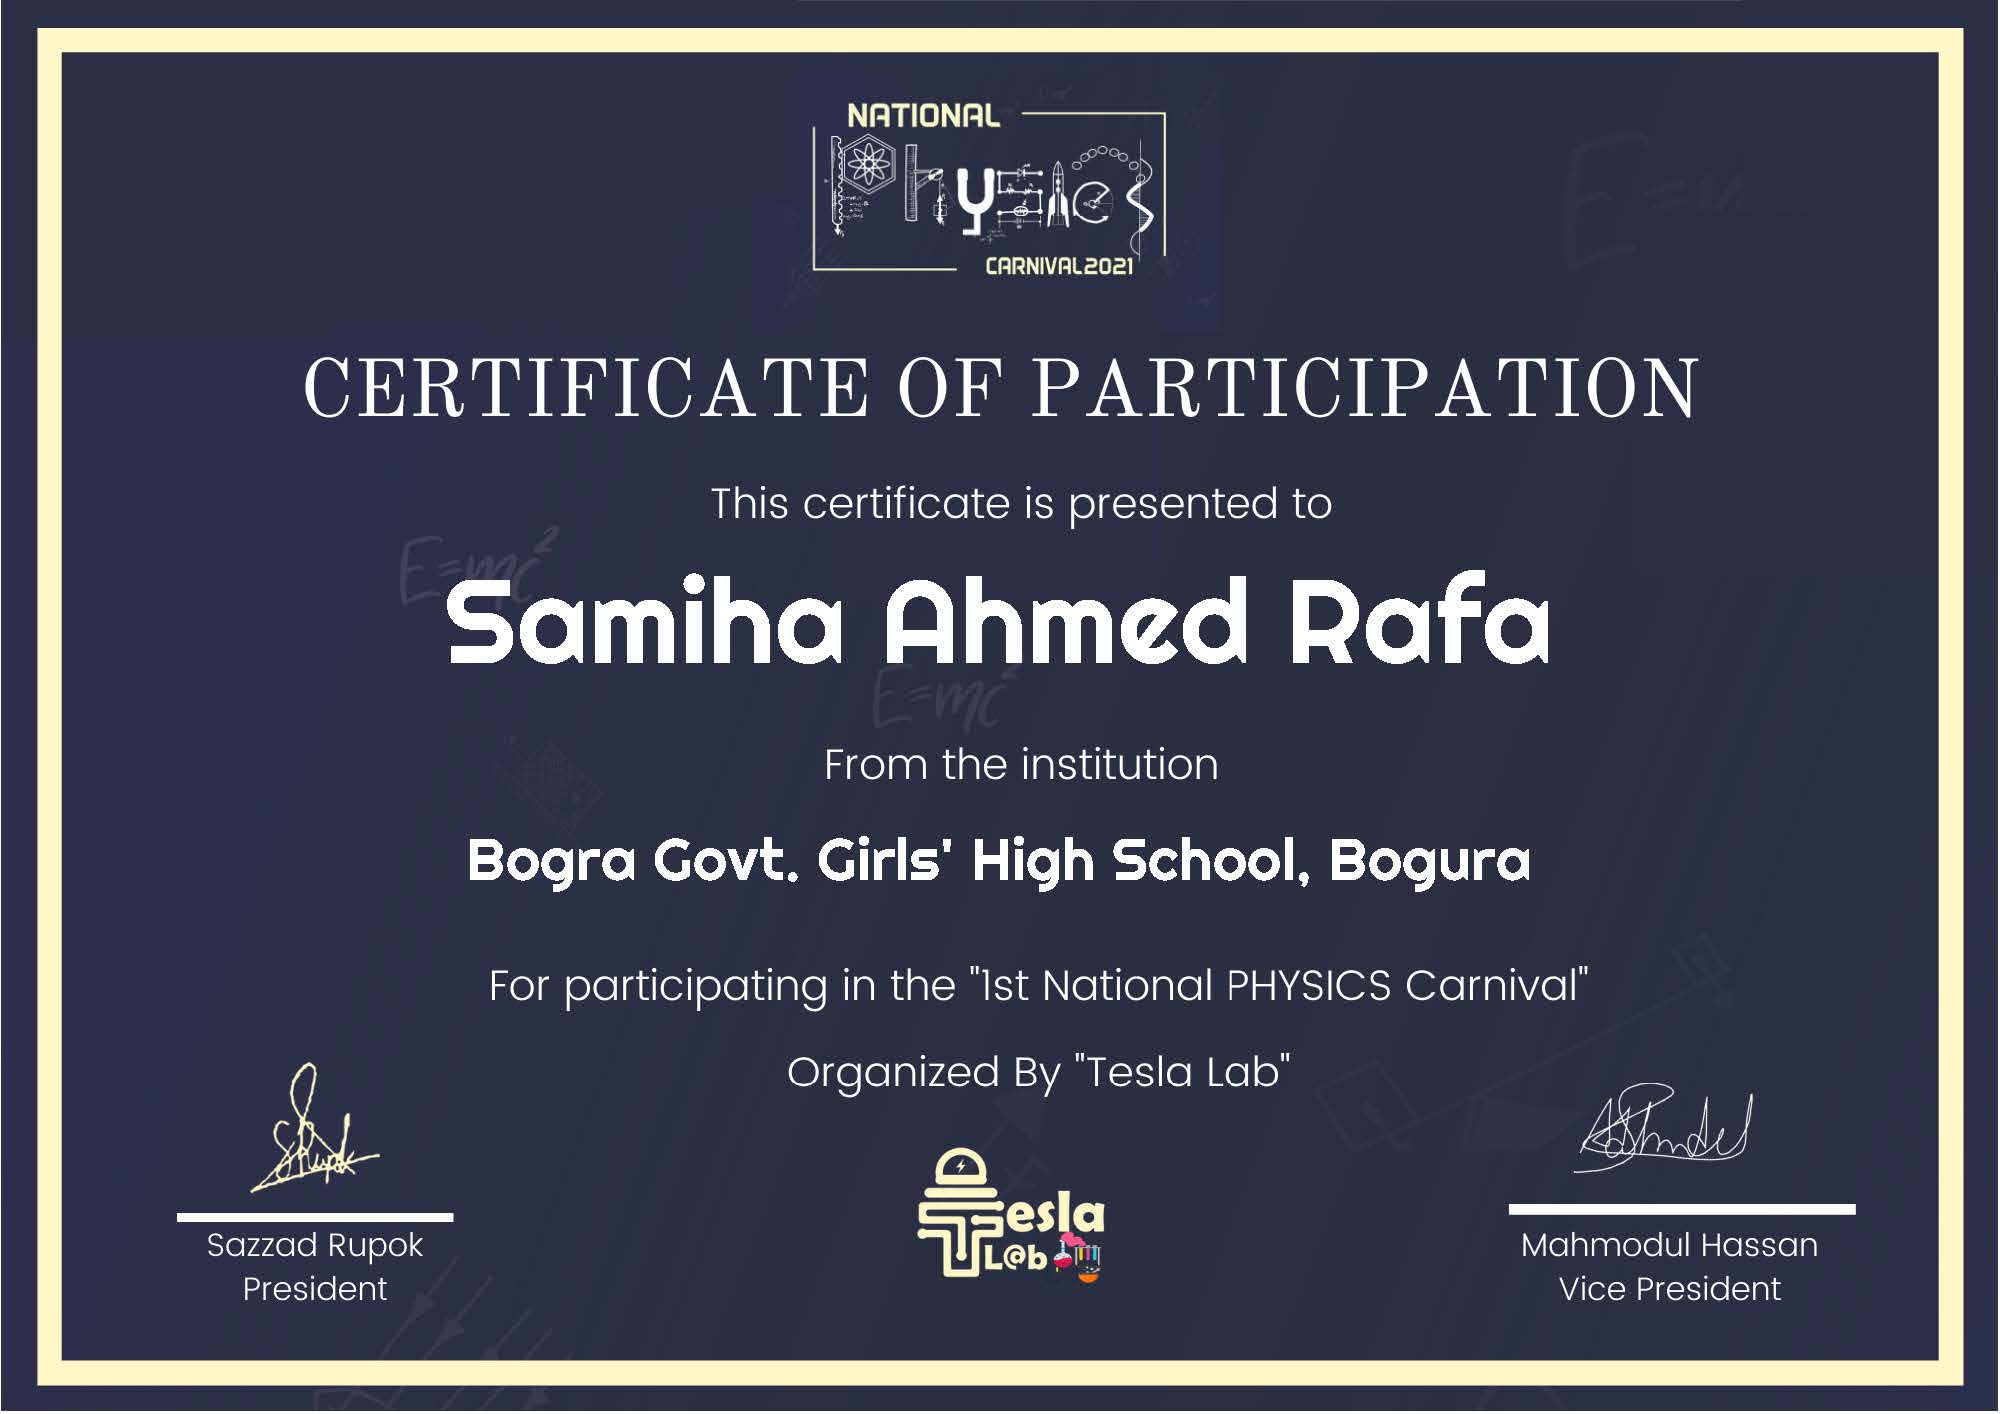 NATIONAL
Physics
CARNIVAL2021
CERTIFICATE OF PARTICIPATION
This certificate is presented to
E=mc²
Samiha Ahmed Rafa
E=mc²
From the institution
Bogra Govt. Girls' High School, Bogura
For participating in the "1st National PHYSICS Carnival"
Organized By "Tesla Lab"
Tesla
L@b
Sazzad Rupok
President
Mahmodul Hassan
Vice President